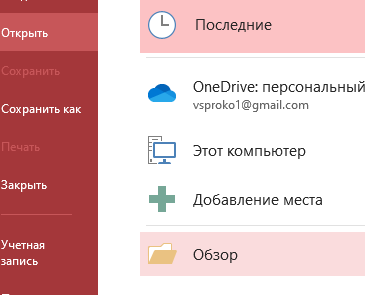 Открыть
Сохранить
Сохранить как
Печать
Закрыть
Учетная
запись
Последние
OneDrive: персональный
vsproko1@gmail.com
Этот компьютер
Добавление места
Обзор